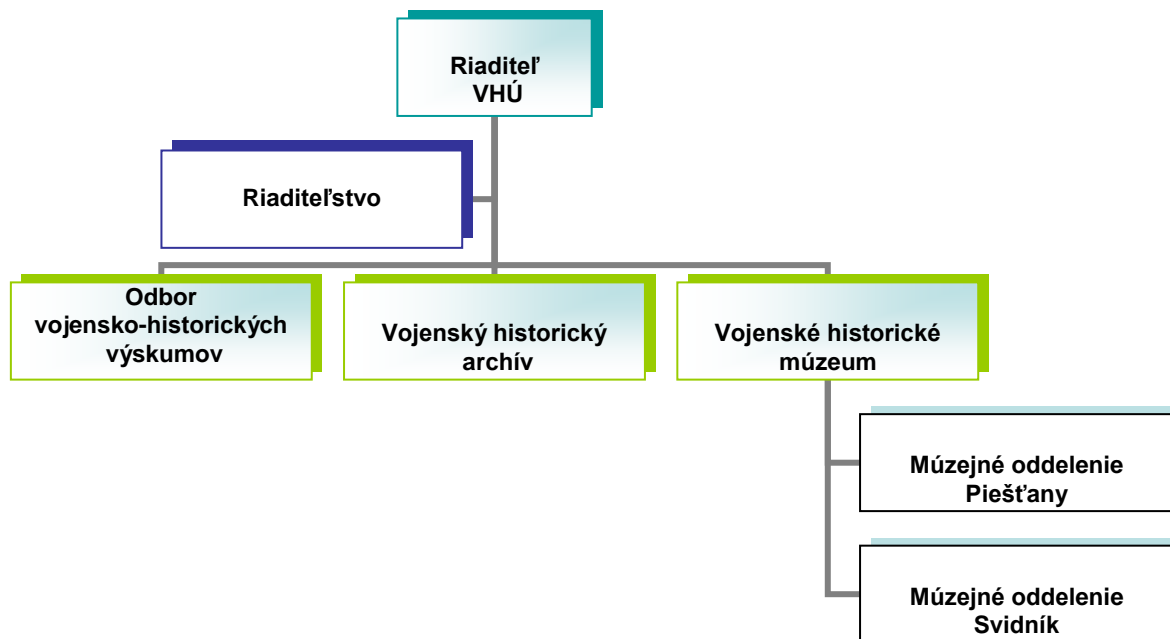 Riaditeľ
VHÚ
Riaditeľstvo
Odbor
vojensko-historických
výskumov
Vojenský historický
archív
Vojenské historické
múzeum
Múzejné oddelenie
Piešťany
Múzejné oddelenie
Svidník